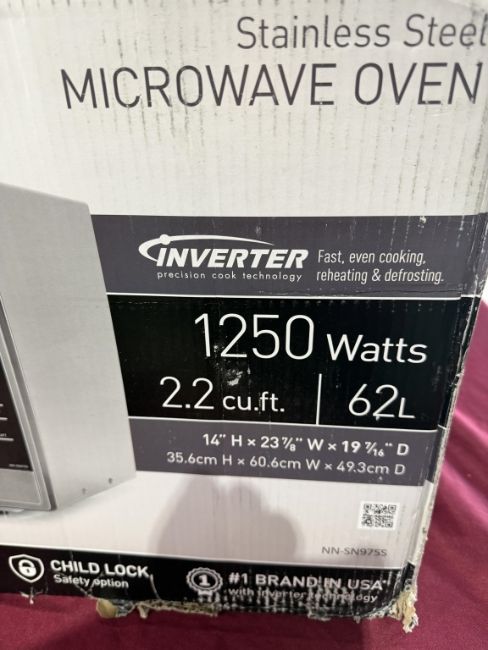 Stainless Steel
MICROWAVE OVEN
INVERTER
precision cook technology
Fast, even cooking,
reheating & defrosting.
1250 Watts
2.2 cu.ft. | 62L
14" H × 23 ⅞" W × 19 7⁄16" D
35.6cm H × 60.6cm W × 49.3cm D
NN-SN97SS
CHILD LOCK
Safety option
1
#1 BRAND IN USA*
with inverter technology